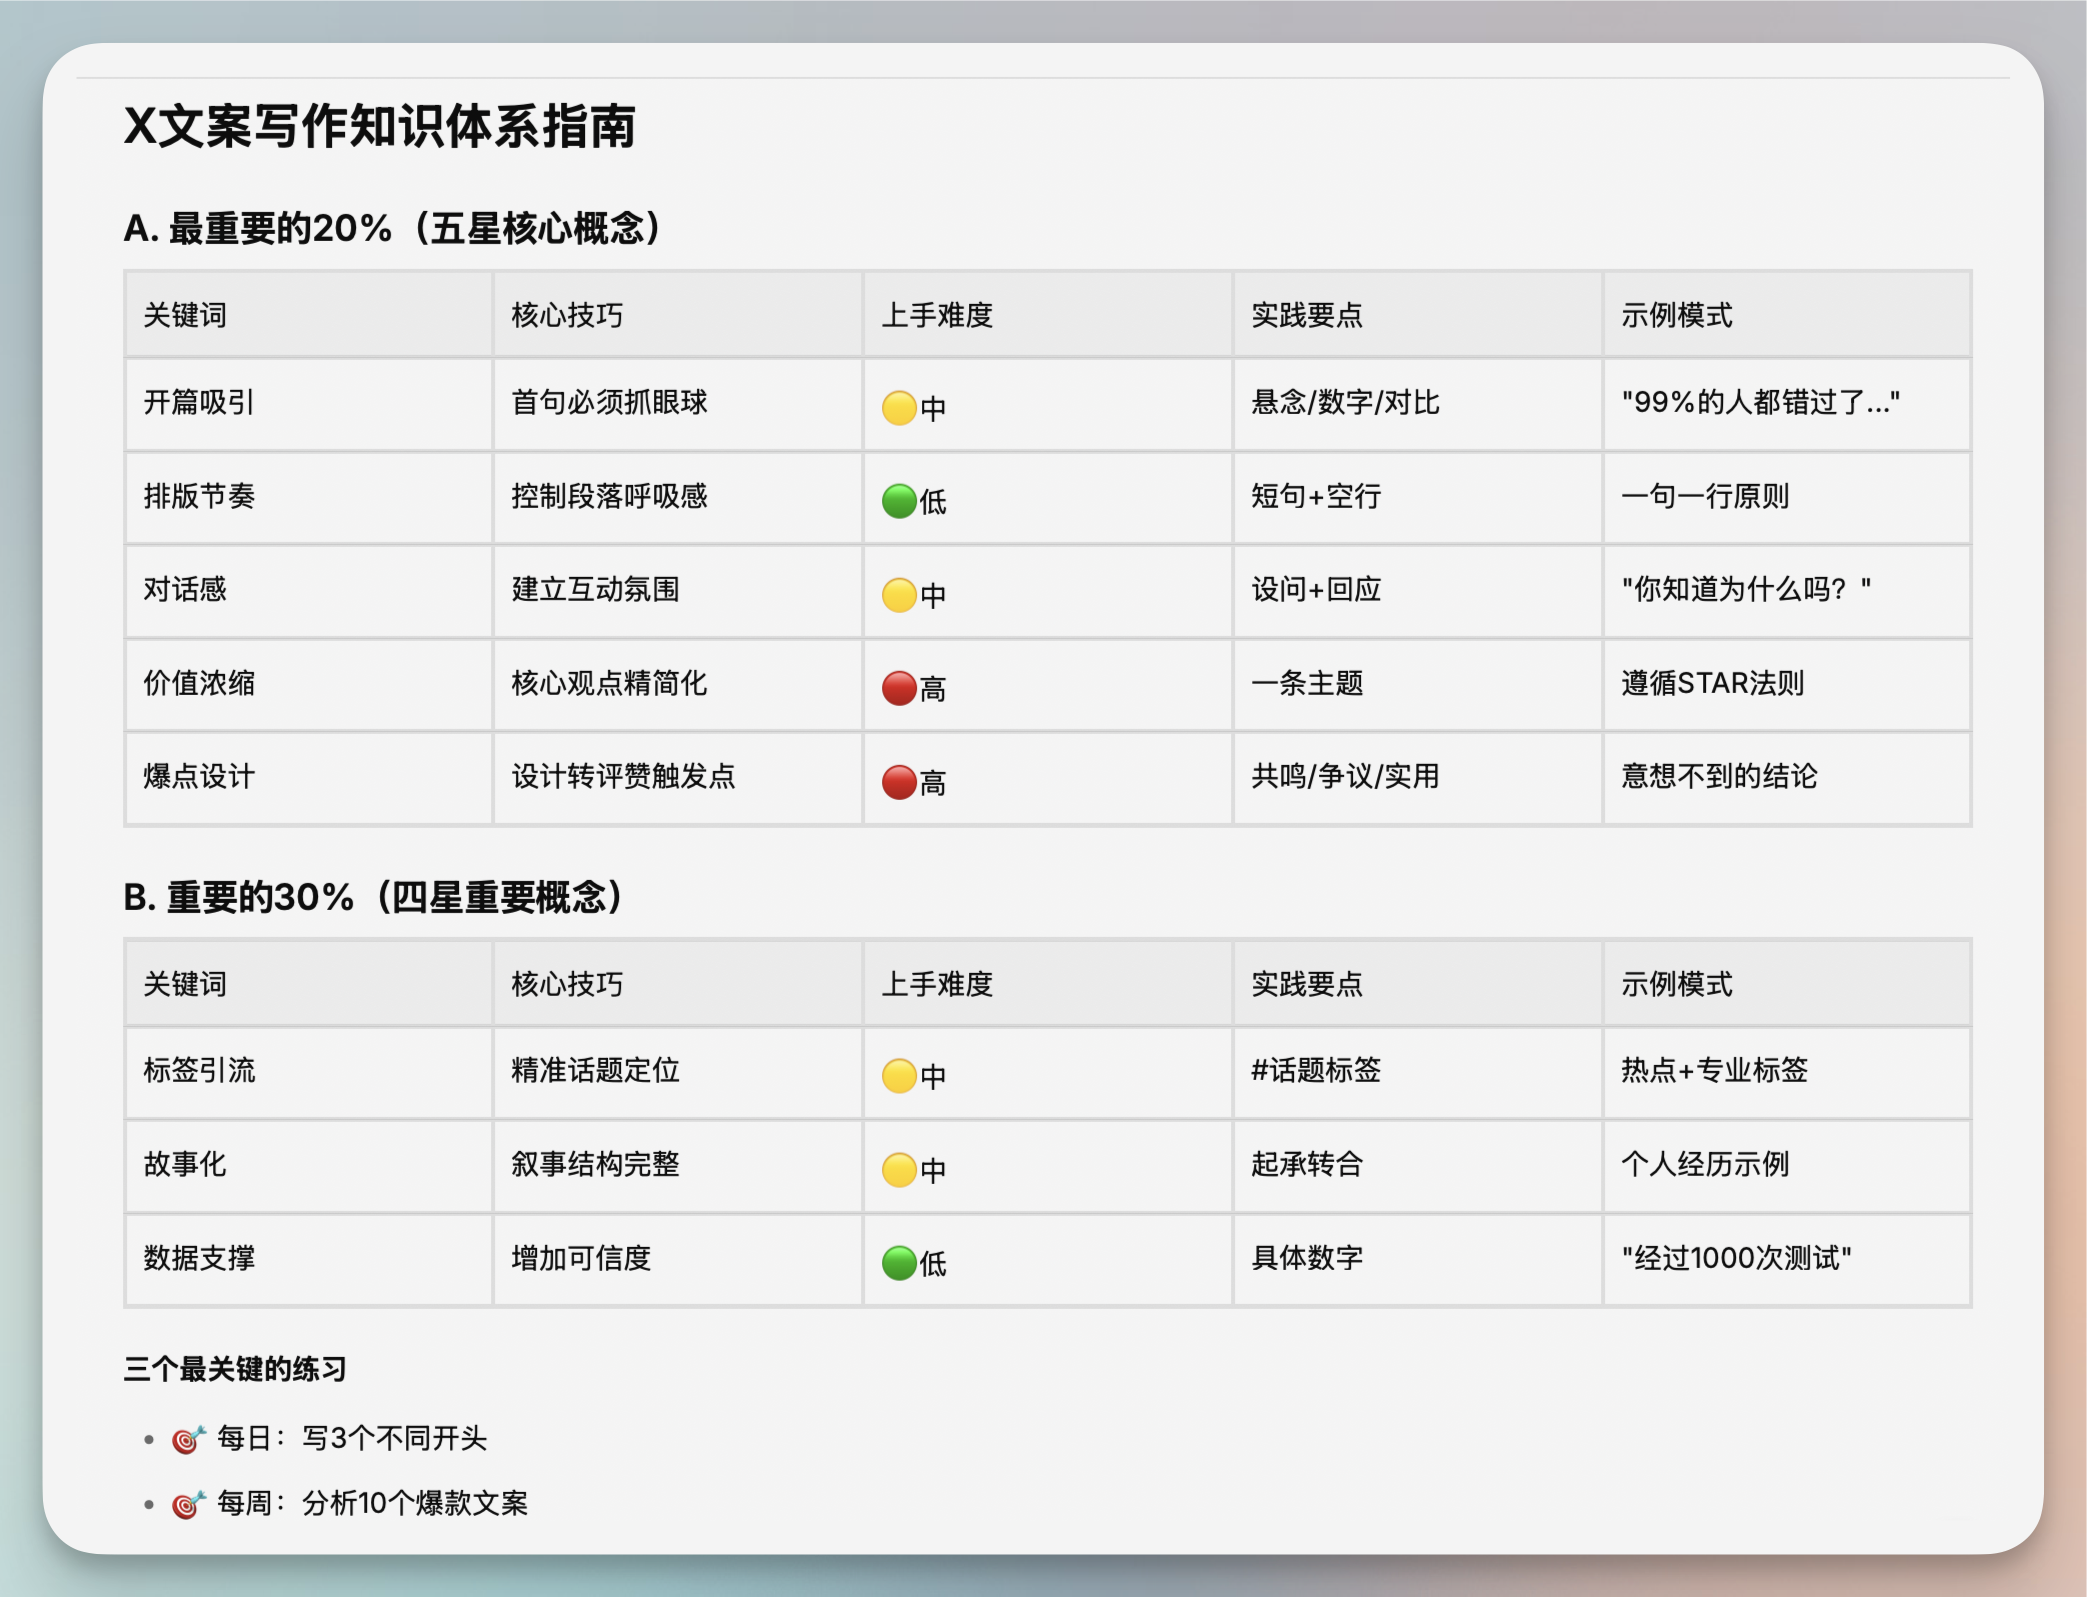 X文案写作知识体系指南
A. 最重要的20%（五星核心概念）
关键词 核心技巧 上手难度 实践要点 示例模式
开篇吸引 首句必须抓眼球 🟡中 悬念/数字/对比 "99%的人都错过了..."
排版节奏 控制段落呼吸感 🟢低 短句+空行 一句一行原则
对话感 建立互动氛围 🟡中 设问+回应 "你知道为什么吗？"
价值浓缩 核心观点精简化 🔴高 一条主题 遵循STAR法则
爆点设计 设计转评赞触发点 🔴高 共鸣/争议/实用 意想不到的结论
B. 重要的30%（四星重要概念）
关键词 核心技巧 上手难度 实践要点 示例模式
标签引流 精准话题定位 🟡中 #话题标签 热点+专业标签
故事化 叙事结构完整 🟡中 起承转合 个人经历示例
数据支撑 增加可信度 🟢低 具体数字 "经过1000次测试"
三个最关键的练习
• 🎯 每日：写3个不同开头
• 🎯 每周：分析10个爆款文案